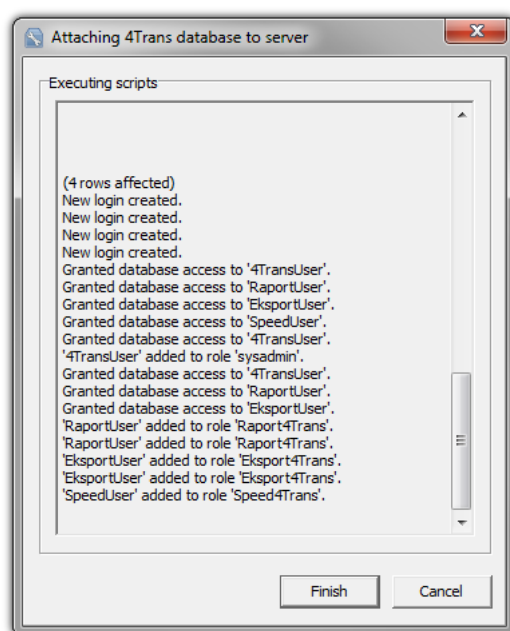 Attaching 4Trans database to server
Executing scripts
(4 rows affected)
New login created.
New login created.
New login created.
New login created.
Granted database access to '4TransUser'.
Granted database access to 'RaportUser'.
Granted database access to 'EksportUser'.
Granted database access to 'SpeedUser'.
Granted database access to '4TransUser'.
'4TransUser' added to role 'sysadmin'.
Granted database access to '4TransUser'.
Granted database access to 'RaportUser'.
Granted database access to 'EksportUser'.
'RaportUser' added to role 'Raport4Trans'.
'RaportUser' added to role 'Raport4Trans'.
'EksportUser' added to role 'Eksport4Trans'.
'EksportUser' added to role 'Eksport4Trans'.
'SpeedUser' added to role 'Speed4Trans'.
Finish
Cancel